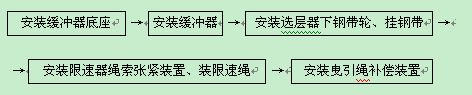 安装缓冲器底座 → 安装缓冲器 → 安装选层器下钢带轮、挂钢带 →
→ 安装限速器绳索张紧装置、装限速绳 → 安装曳引绳补偿装置